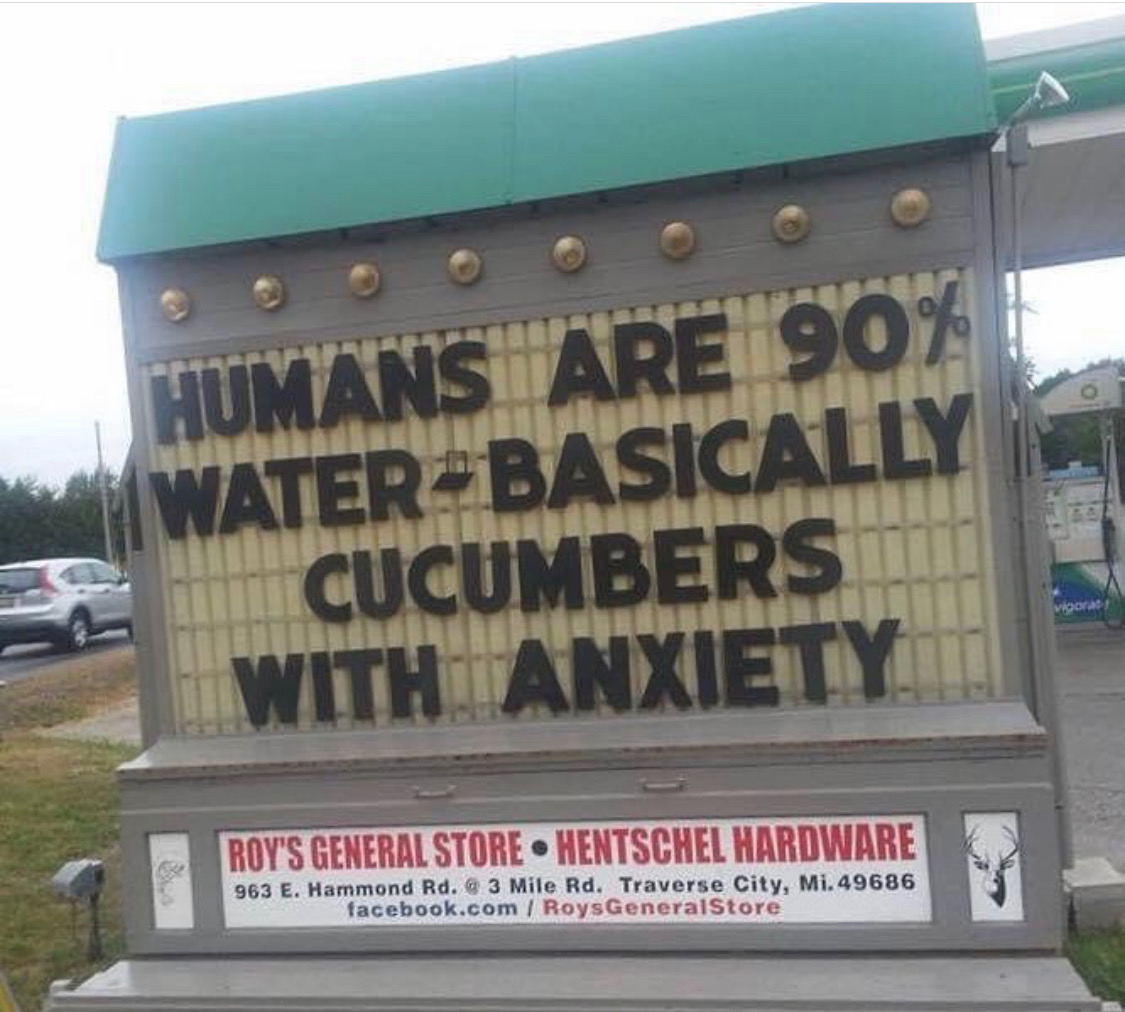 HUMANS ARE 90%
WATER-BASICALLY
CUCUMBERS
WITH ANXIETY
ROY'S GENERAL STORE • HENTSCHEL HARDWARE
963 E. Hammond Rd. @ 3 Mile Rd. Traverse City, Mi. 49686
facebook.com / RoysGeneralStore